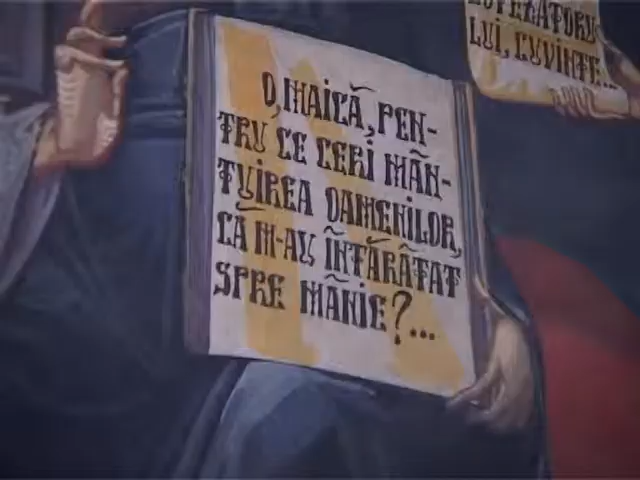 O, MAICĂ, PEN-
TRU CE CERI MÂN-
TUIREA OAMENILOR,
CĂ M-AU ÎNTĂRÂTAT
SPRE MÂNIE?...
LUI, CUVINTE...